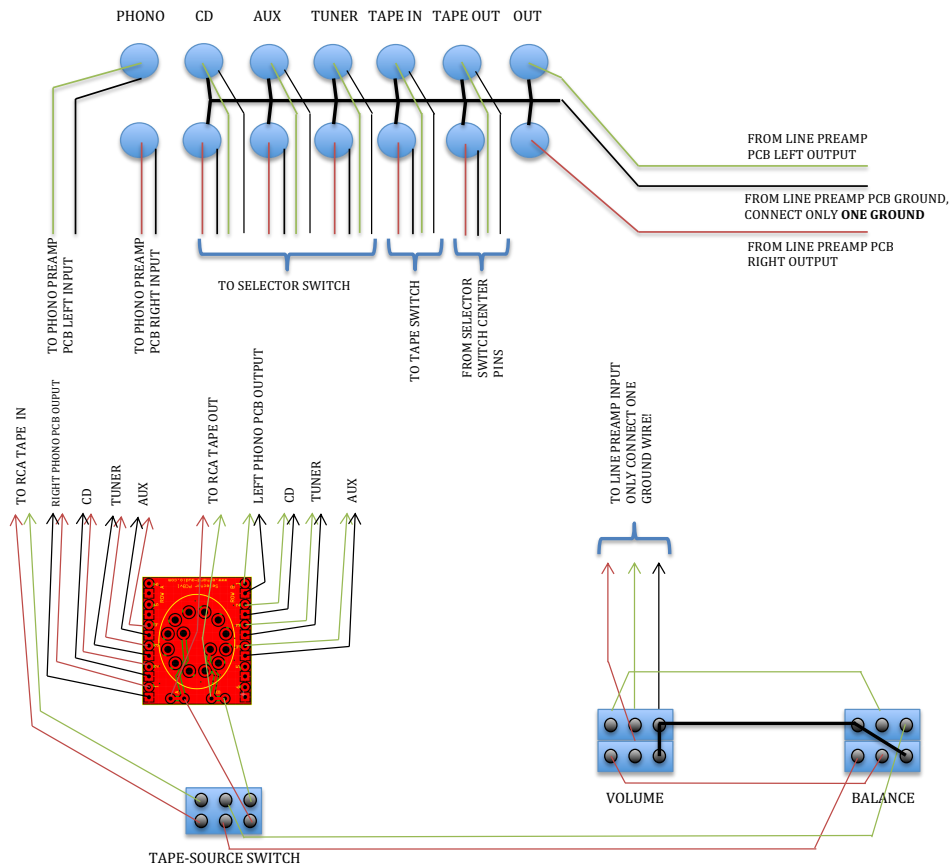 PHONO CD AUX TUNER TAPE IN TAPE OUT OUT
FROM LINE PREAMP
PCB LEFT OUTPUT
FROM LINE PREAMP PCB GROUND,
CONNECT ONLY ONE GROUND
FROM LINE PREAMP PCB
RIGHT OUTPUT
TO PHONO PREAMP
PCB LEFT INPUT
TO PHONO PREAMP
PCB RIGHT INPUT
TO SELECTOR SWITCH
TO TAPE SWITCH
FROM SELECTOR
SWITCH CENTER
PINS
TO RCA TAPE IN
RIGHT PHONO PCB OUPUT
CD
TUNER
AUX
TO RCA TAPE OUT
LEFT PHONO PCB OUTPUT
CD
TUNER
AUX
TO LINE PREAMP INPUT
ONLY CONNECT ONE
GROUND WIRE!
ROW A
ROW B
VOLUME
BALANCE
TAPE-SOURCE SWITCH